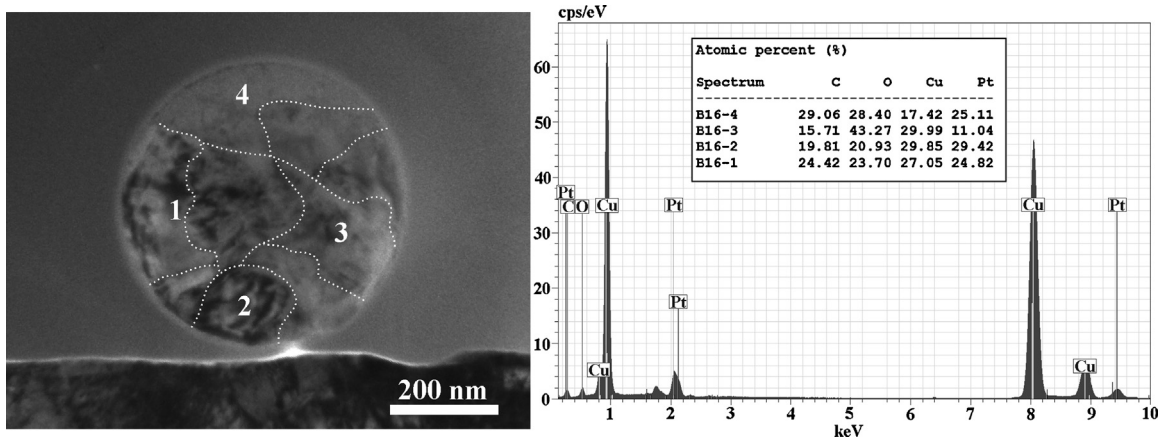 4
1
3
2
200 nm
cps/eV
Atomic percent (%)
Spectrum C O Cu Pt
B16-4 29.06 28.40 17.42 25.11
B16-3 15.71 43.27 29.99 11.04
B16-2 19.81 20.93 29.85 29.42
B16-1 24.42 23.70 27.05 24.82
60
50
40
30
20
10
0
Pt
C O Cu Pt Cu Pt
Pt
Cu Cu
1 2 3 4 5 6 7 8 9 10
keV